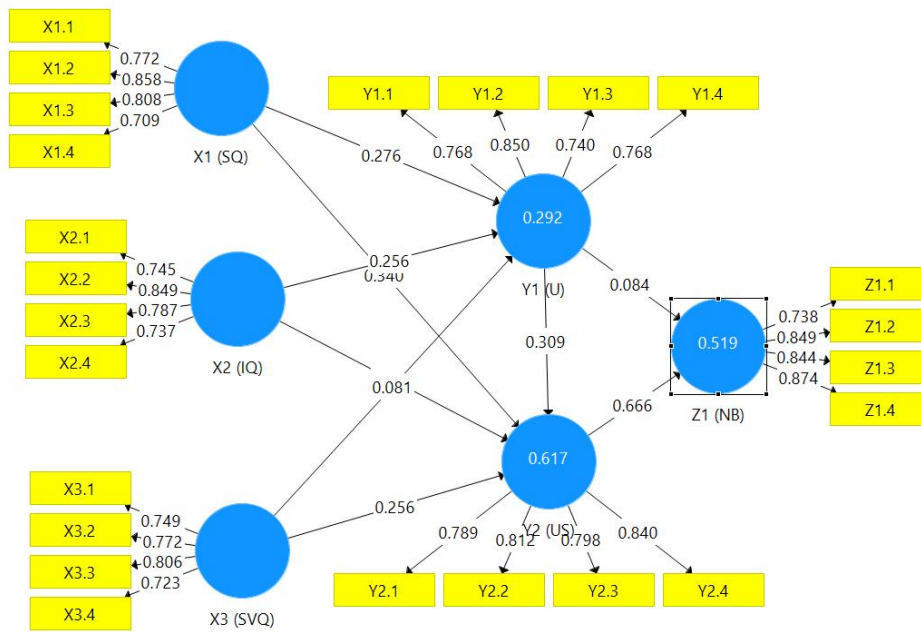 X1.1
0.772
X1.2
0.858
X1.3
0.808
X1.4
0.709
X1 (SQ)
Y1.1
Y1.2
Y1.3
Y1.4
0.768
0.850
0.740
0.768
0.276
0.292
Y1 (U)
X2.1
0.745
X2.2
0.849
X2.3
0.787
X2.4
0.737
X2 (IQ)
0.256
0.340
0.084
0.309
0.081
0.519
Z1 (NB)
0.738
Z1.1
0.849
Z1.2
0.844
Z1.3
0.874
Z1.4
0.666
X3.1
0.749
X3.2
0.772
X3.3
0.806
X3.4
0.723
X3 (SVQ)
0.256
0.617
Y2 (US)
0.789
0.812
0.798
0.840
Y2.1
Y2.2
Y2.3
Y2.4